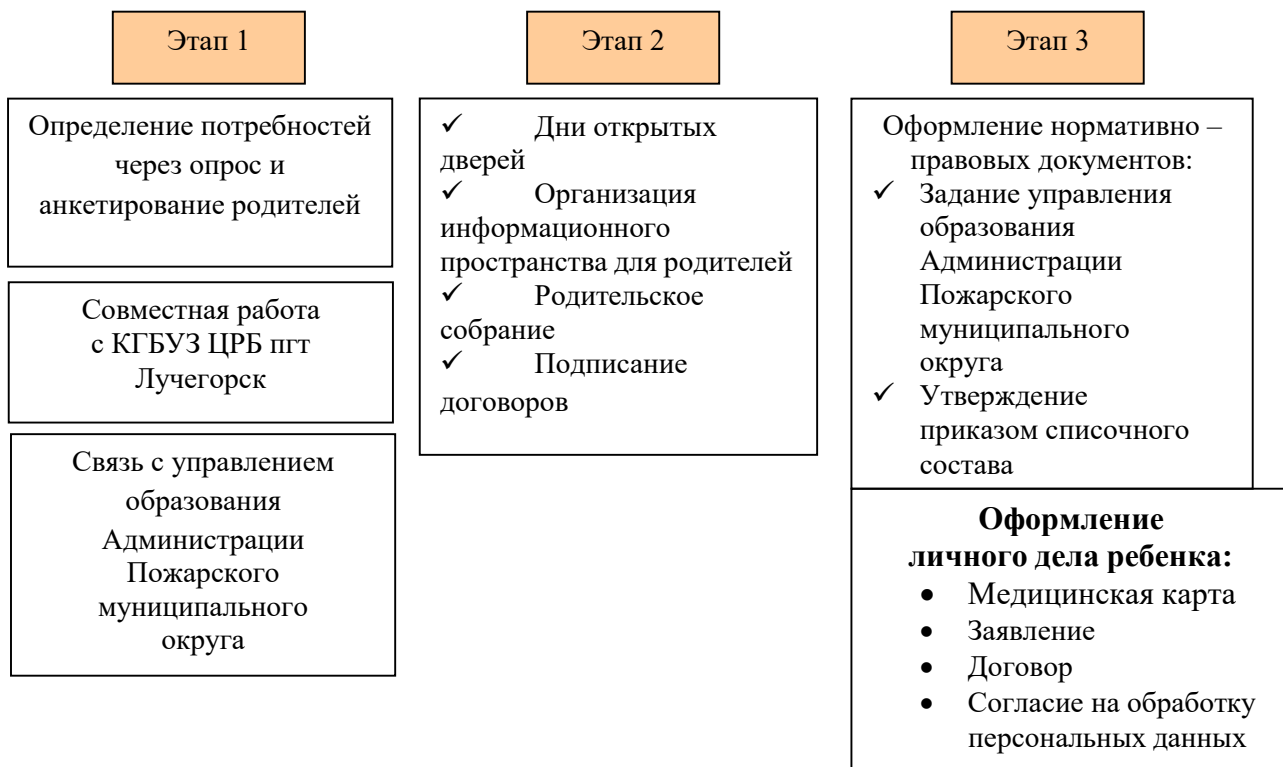 Этап 1
Определение потребностей
через опрос и
анкетирование родителей
Совместная работа
с КГБУЗ ЦРБ пгт
Лучегорск
Связь с управлением
образования
Администрации
Пожарского
муниципального
округа
Этап 2
✓ Дни открытых
дверей
✓ Организация
информационного
пространства для родителей
✓ Родительское
собрание
✓ Подписание
договоров
Этап 3
Оформление нормативно –
правовых документов:
✓ Задание управления
образования
Администрации
Пожарского
муниципального
округа
✓ Утверждение
приказом списочного
состава
Оформление
личного дела ребенка:
• Медицинская карта
• Заявление
• Договор
• Согласие на обработку
персональных данных